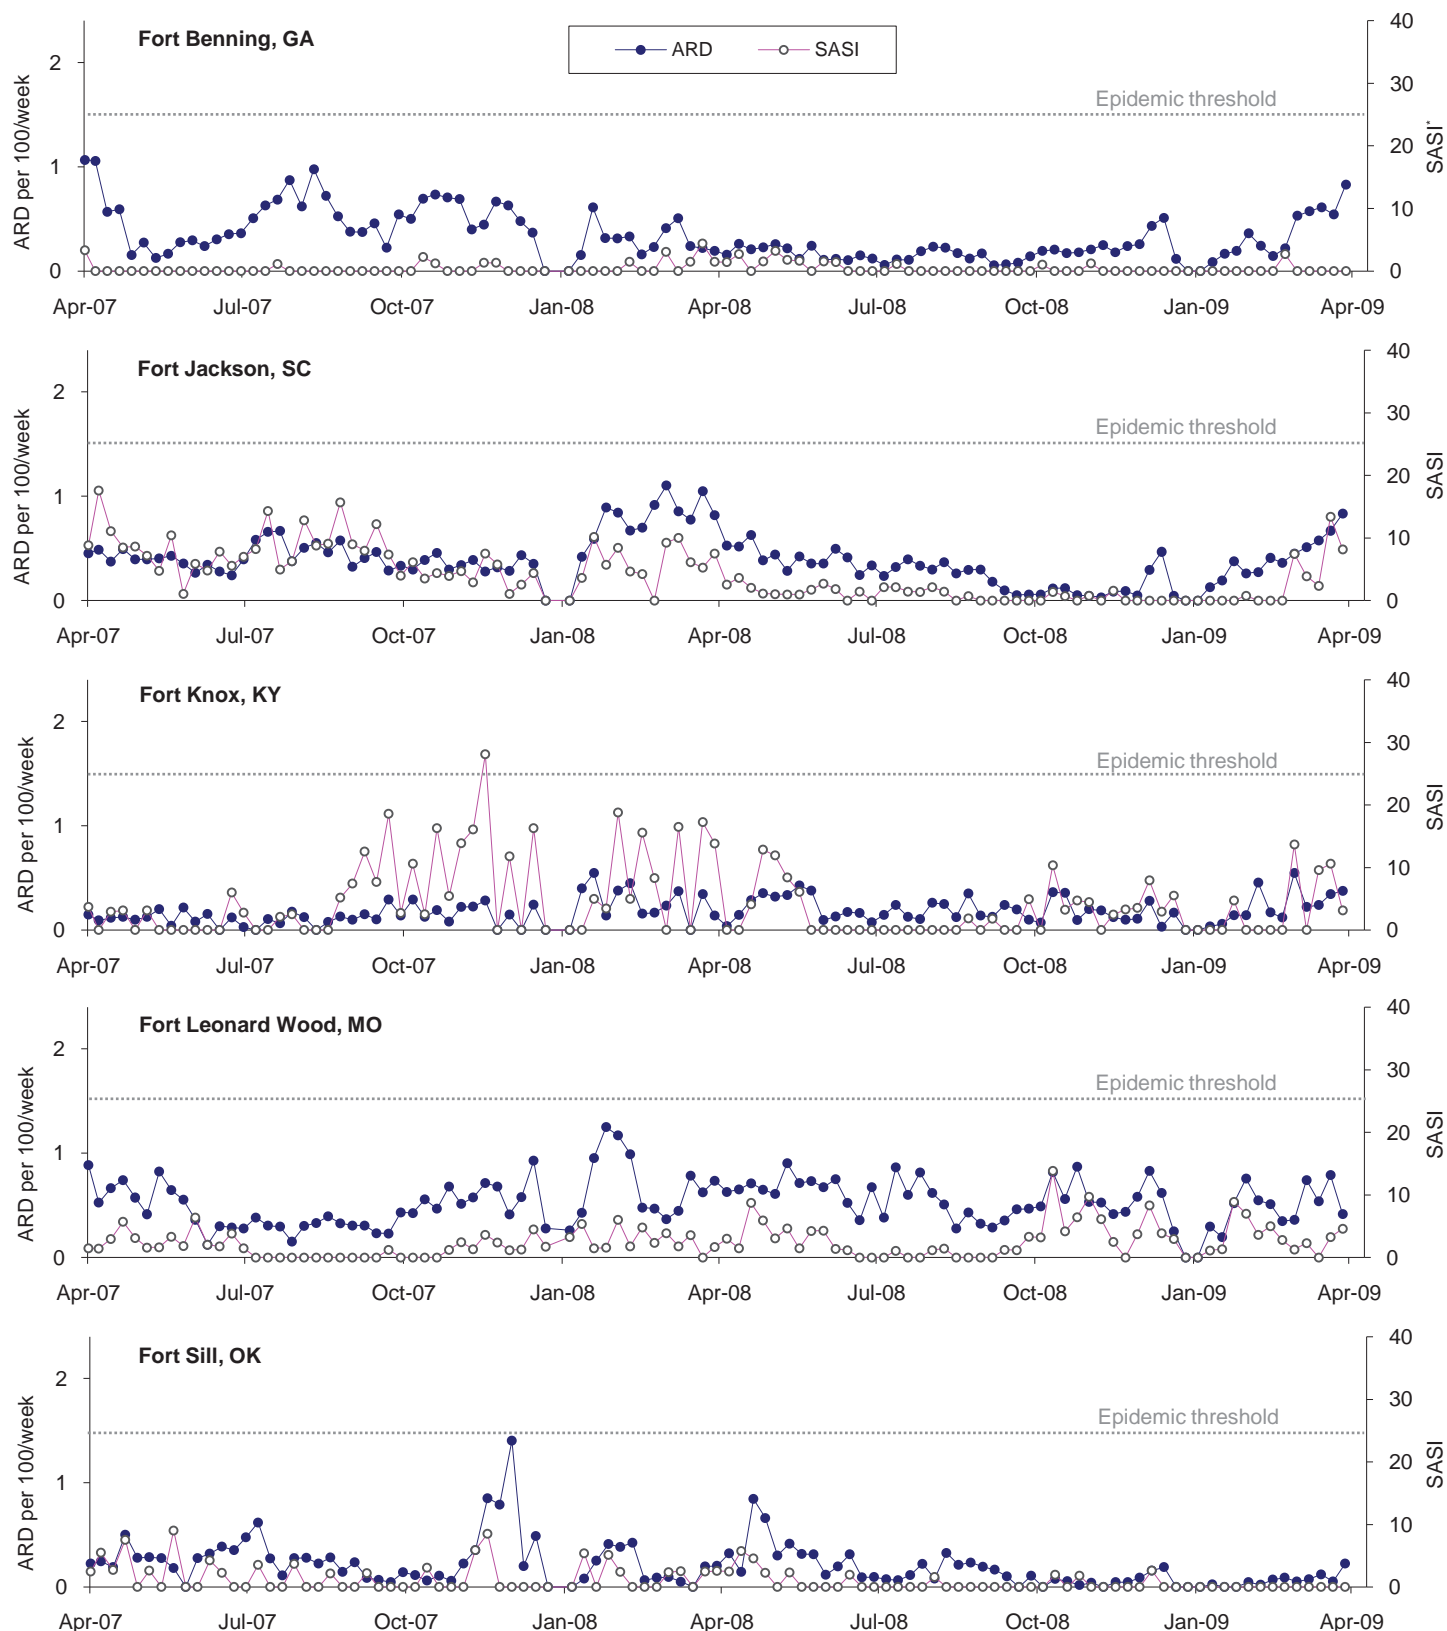 Fort Benning, GA
ARD SASI
Epidemic threshold
ARD per 100/week
2
1
0
40
30
20
10
0
SASI*
Apr-07 Jul-07 Oct-07 Jan-08 Apr-08 Jul-08 Oct-08 Jan-09 Apr-09
Fort Jackson, SC
Epidemic threshold
ARD per 100/week
2
1
0
40
30
20
10
0
SASI
Apr-07 Jul-07 Oct-07 Jan-08 Apr-08 Jul-08 Oct-08 Jan-09 Apr-09
Fort Knox, KY
Epidemic threshold
ARD per 100/week
2
1
0
40
30
20
10
0
SASI
Apr-07 Jul-07 Oct-07 Jan-08 Apr-08 Jul-08 Oct-08 Jan-09 Apr-09
Fort Leonard Wood, MO
Epidemic threshold
ARD per 100/week
2
1
0
40
30
20
10
0
SASI
Apr-07 Jul-07 Oct-07 Jan-08 Apr-08 Jul-08 Oct-08 Jan-09 Apr-09
Fort Sill, OK
Epidemic threshold
ARD per 100/week
2
1
0
40
30
20
10
0
SASI
Apr-07 Jul-07 Oct-07 Jan-08 Apr-08 Jul-08 Oct-08 Jan-09 Apr-09